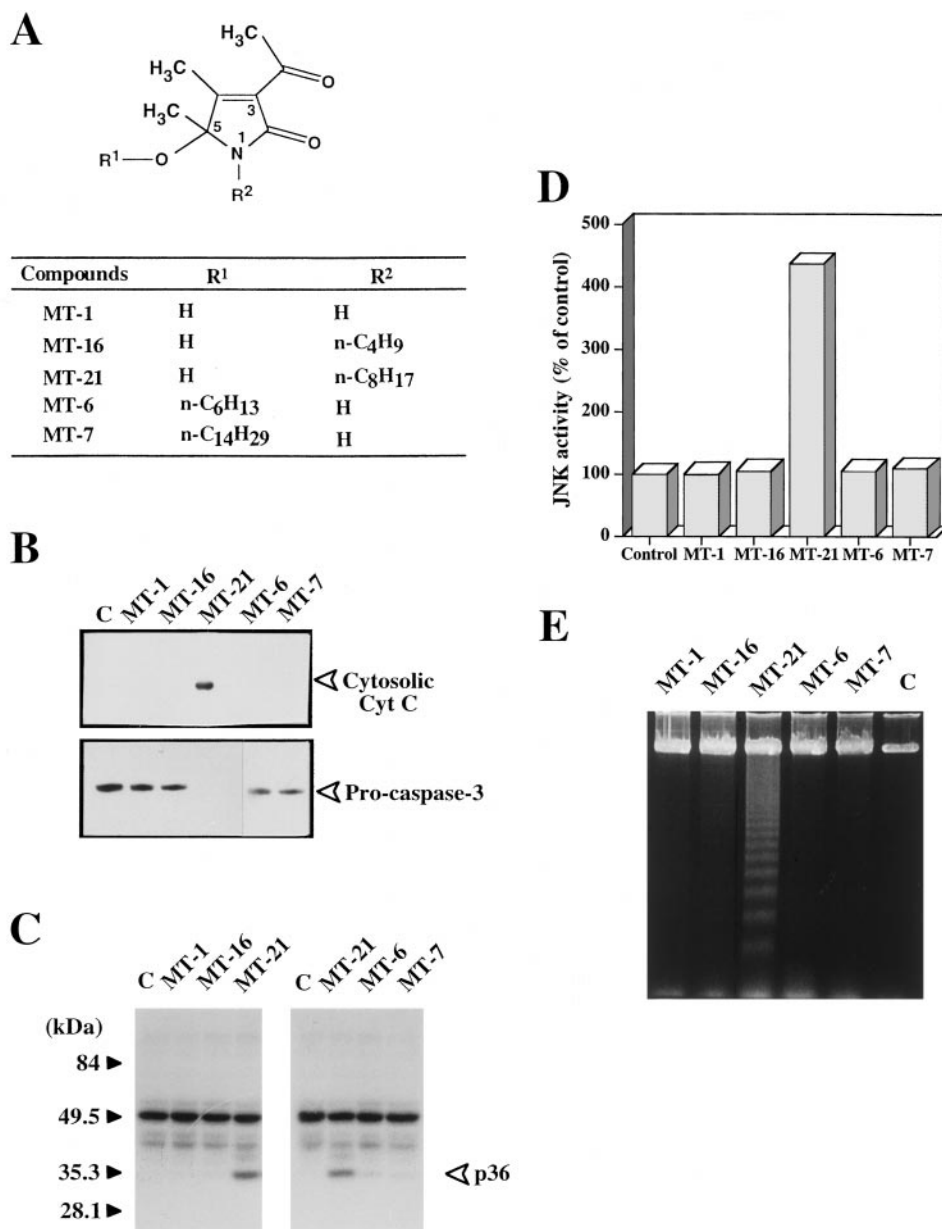 A
H₃C
H₃C
O
H₃C
3
5
1
R¹
O
N
O
R²
Compounds R¹ R²
MT-1 H H
MT-16 H n-C₄H₉
MT-21 H n-C₈H₁₇
MT-6 n-C₆H₁₃ H
MT-7 n-C₁₄H₂₉ H
B
C MT-1 MT-16 MT-21 MT-6 MT-7
Cytosolic
Cyt C
Pro-caspase-3
C
C MT-1 MT-16 MT-21 C MT-21 MT-6 MT-7
(kDa)
84
49.5
35.3
28.1
p36
D
JNK activity (% of control)
500
400
300
200
100
0
Control MT-1 MT-16 MT-21 MT-6 MT-7
E
MT-1 MT-16 MT-21 MT-6 MT-7 C